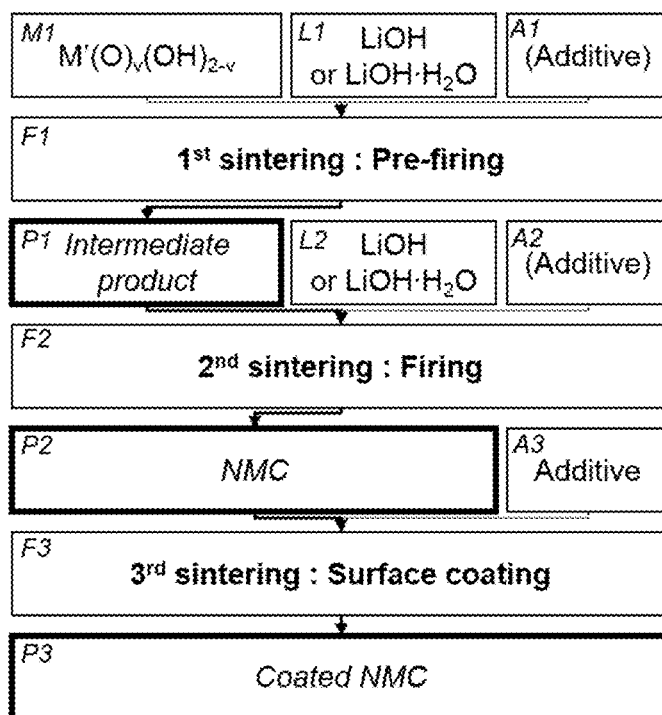 M1
M'(O)ᵥ(OH)₂₋ᵥ
L1
LiOH
or LiOH·H₂O
A1
(Additive)
F1
1ˢᵗ sintering : Pre-firing
P1
Intermediate
product
L2
LiOH
or LiOH·H₂O
A2
(Additive)
F2
2ⁿᵈ sintering : Firing
P2
NMC
A3
Additive
F3
3ʳᵈ sintering : Surface coating
P3
Coated NMC